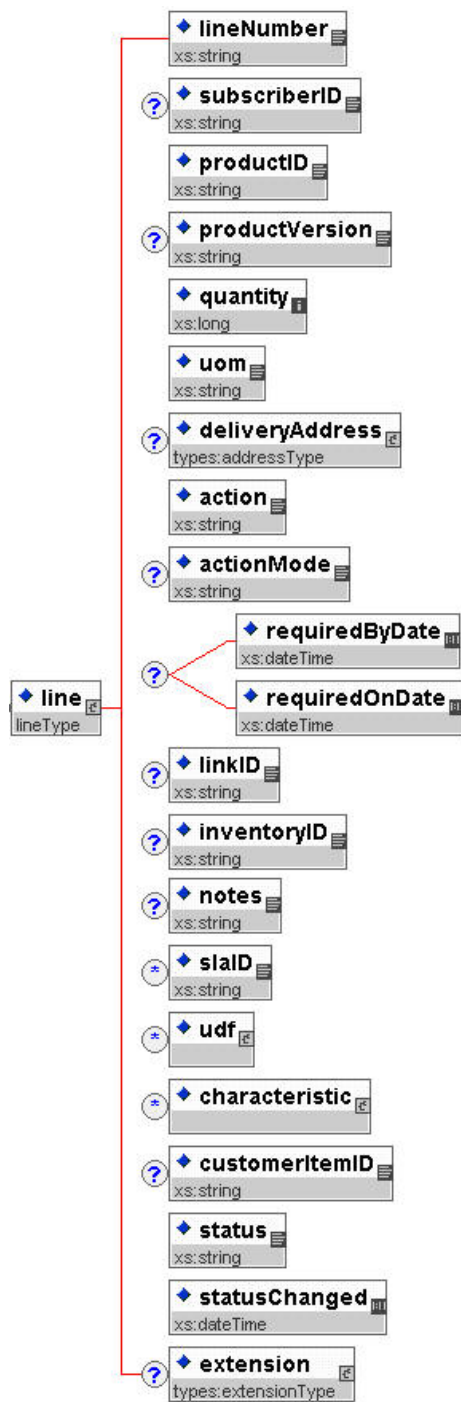 lineNumber
xs:string
?
subscriberID
xs:string
productID
xs:string
?
productVersion
xs:string
quantity
xs:long
uom
xs:string
?
deliveryAddress
types:addressType
action
xs:string
?
actionMode
xs:string
requiredByDate
xs:dateTime
?
requiredOnDate
xs:dateTime
line
lineType
?
linkID
xs:string
?
inventoryID
xs:string
?
notes
xs:string
*
slaID
xs:string
*
udf
*
characteristic
?
customerItemID
xs:string
status
xs:string
statusChanged
xs:dateTime
?
extension
types:extensionType